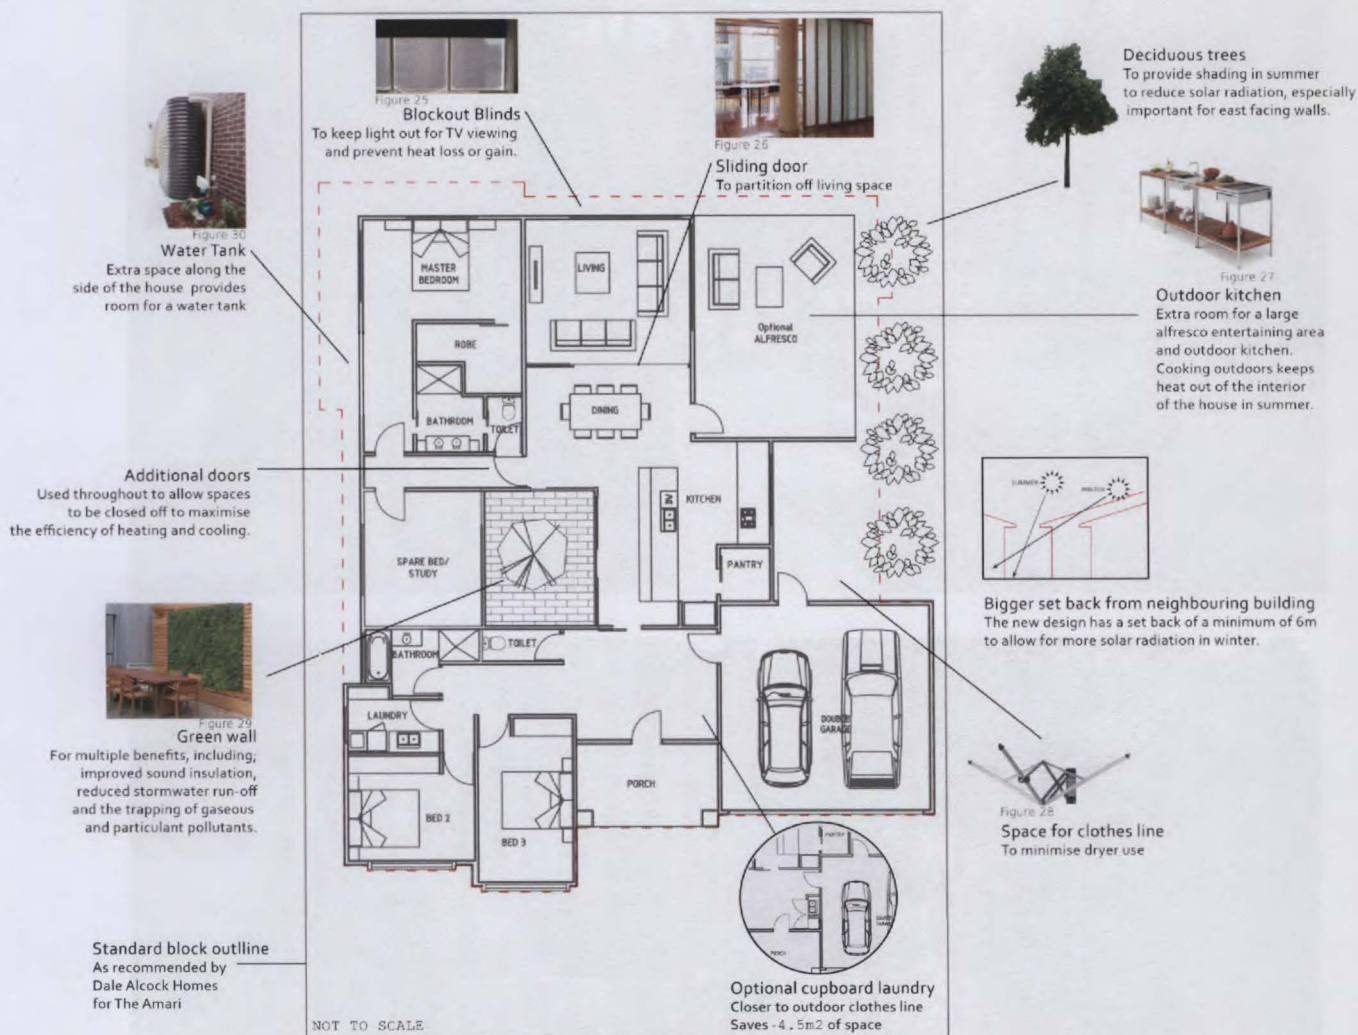 Figure 25
Blockout Blinds
To keep light out for TV viewing
and prevent heat loss or gain.
Figure 26
Sliding door
To partition off living space
Deciduous trees
To provide shading in summer
to reduce solar radiation, especially
important for east facing walls.
Figure 30
Water Tank
Extra space along the
side of the house provides
room for a water tank
Figure 27
Outdoor kitchen
Extra room for a large
alfresco entertaining area
and outdoor kitchen.
Cooking outdoors keeps
heat out of the interior
of the house in summer.
MASTER
BEDROOM
LIVING
Optional
ALFRESCO
ROBE
BATHROOM
TOILET
DINING
Additional doors
Used throughout to allow spaces
to be closed off to maximise
the efficiency of heating and cooling.
KITCHEN
SPARE BED/
STUDY
PANTRY
SUMMER
WINTER
Bigger set back from neighbouring building
The new design has a set back of a minimum of 6m
to allow for more solar radiation in winter.
Figure 29
Green wall
For multiple benefits, including;
improved sound insulation,
reduced stormwater run-off
and the trapping of gaseous
and particulant pollutants.
BATHROOM
TOILET
LAUNDRY
DOUBLE
GARAGE
PORCH
BED 2
BED 3
Figure 28
Space for clothes line
To minimise dryer use
PANTRY
PORCH
Standard block outlline
As recommended by
Dale Alcock Homes
for The Amari
Optional cupboard laundry
Closer to outdoor clothes line
Saves -4.5m2 of space
NOT TO SCALE